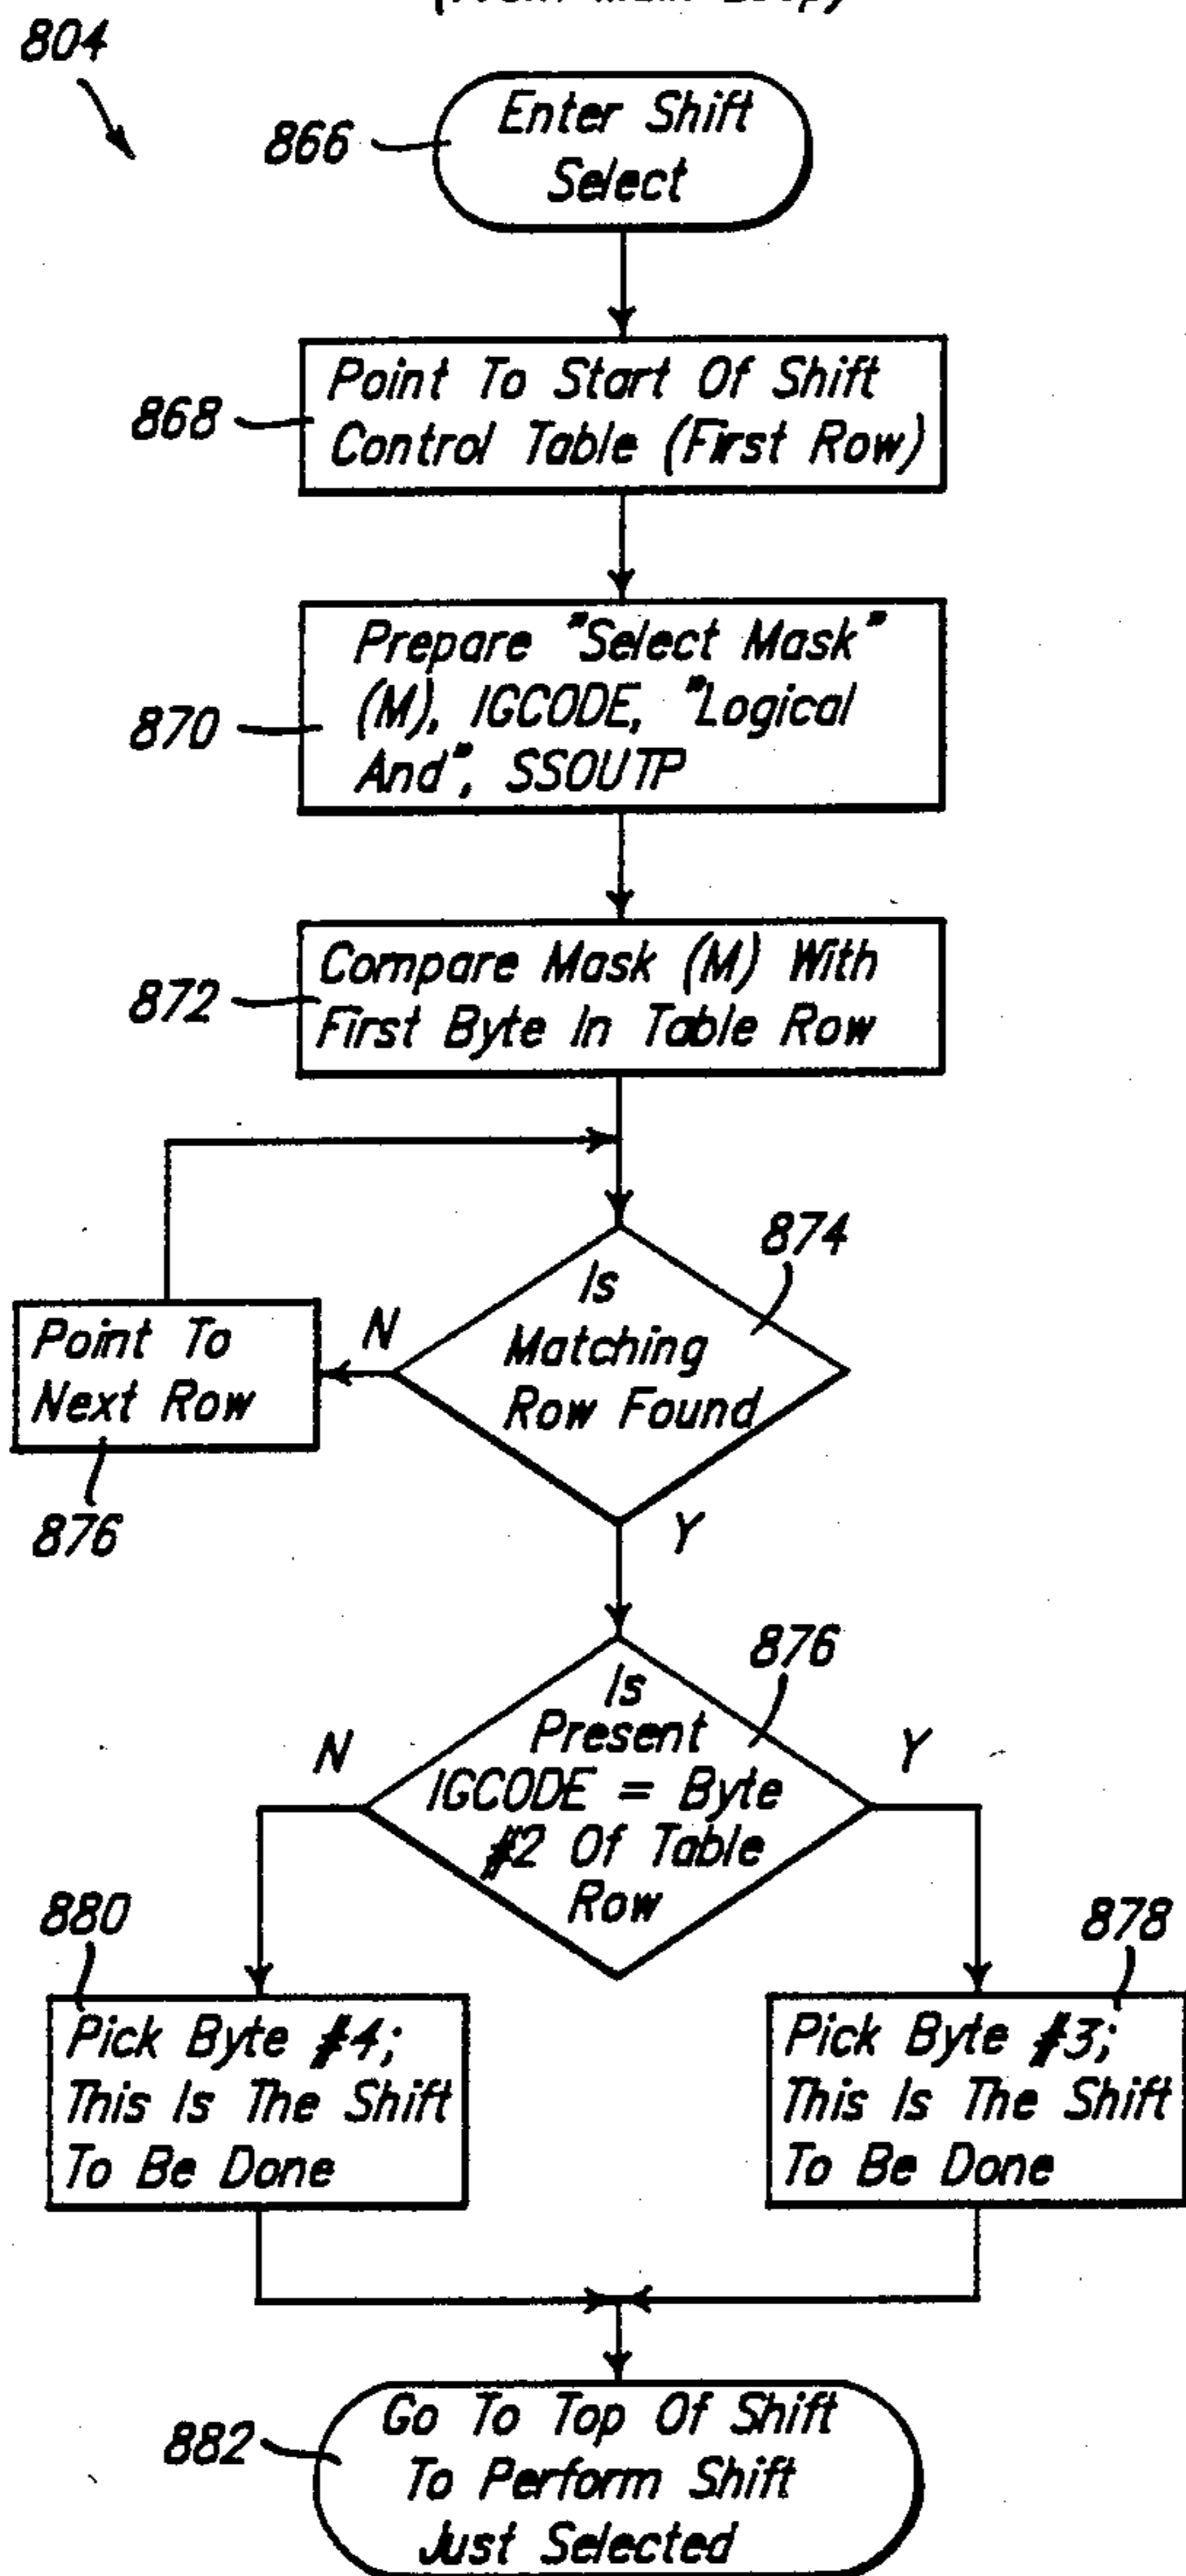 (From Main Loop)
804
866
Enter Shift
Select
868
Point To Start Of Shift
Control Table (First Row)
870
Prepare "Select Mask"
(M), IGCODE, "Logical
And", SSOUTP
872
Compare Mask (M) With
First Byte In Table Row
874
Is
Matching
Row Found
N
Point To
Next Row
876
Y
876
Is
Present
IGCODE = Byte
#2 Of Table
Row
N
Y
880
Pick Byte #4;
This Is The Shift
To Be Done
878
Pick Byte #3;
This Is The Shift
To Be Done
882
Go To Top Of Shift
To Perform Shift
Just Selected